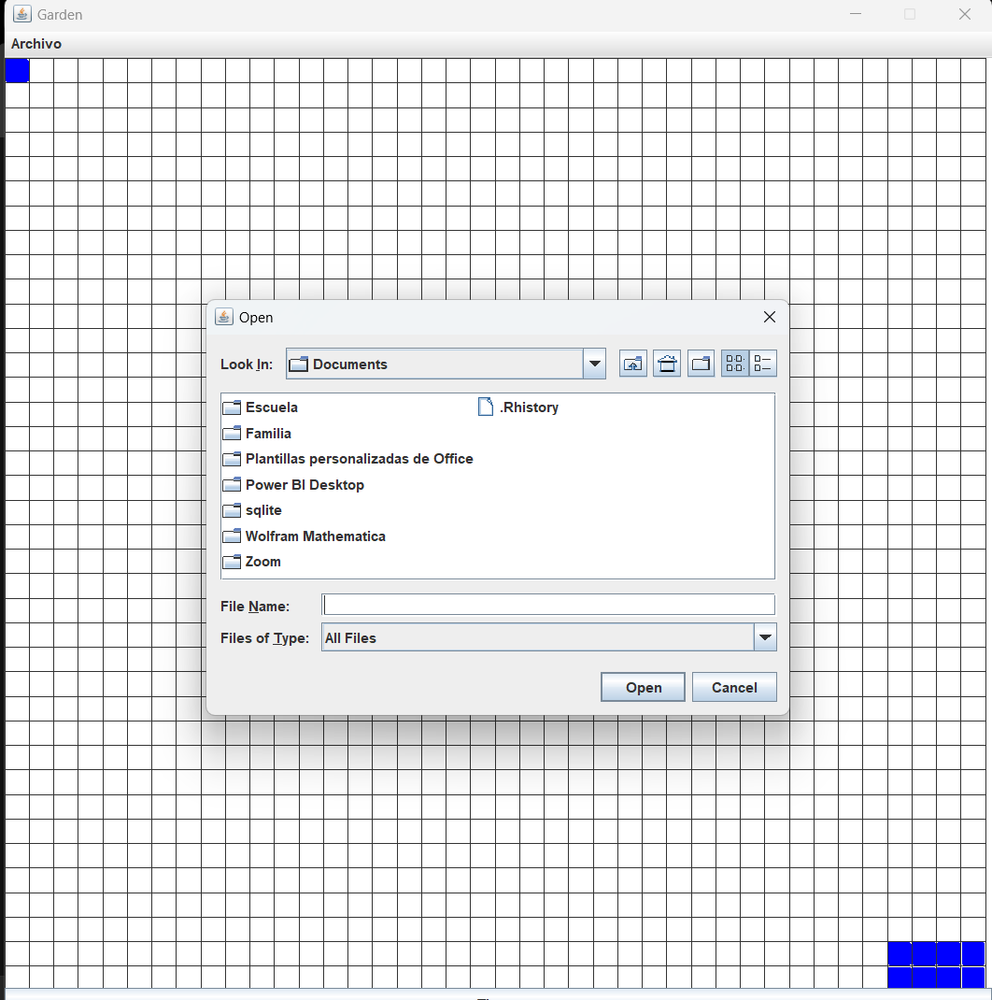 Garden
Archivo
Open
Look In:
Documents
Escuela
.Rhistory
Familia
Plantillas personalizadas de Office
Power BI Desktop
sqlite
Wolfram Mathematica
Zoom
File Name:
Files of Type:
All Files
Open
Cancel